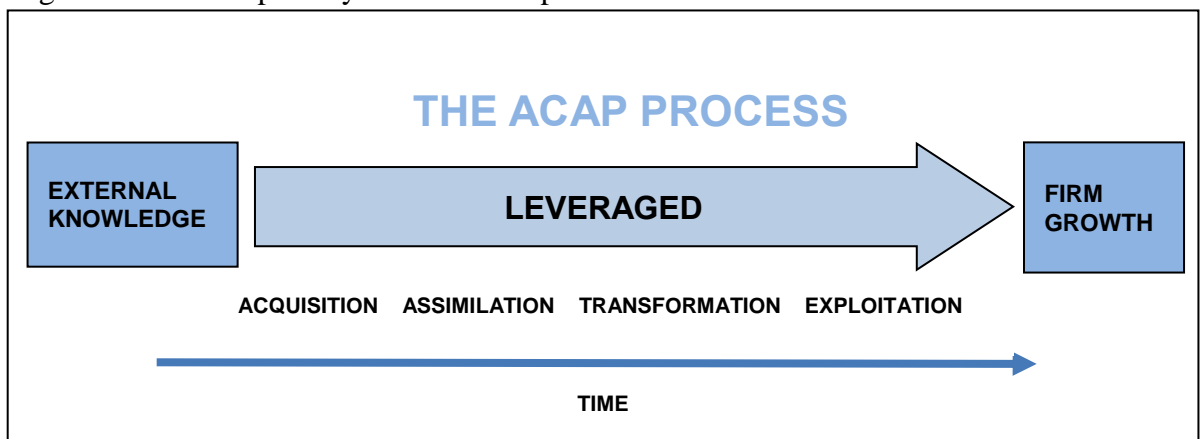 THE ACAP PROCESS
EXTERNAL
KNOWLEDGE
LEVERAGED
FIRM
GROWTH
ACQUISITION ASSIMILATION TRANSFORMATION EXPLOITATION
TIME